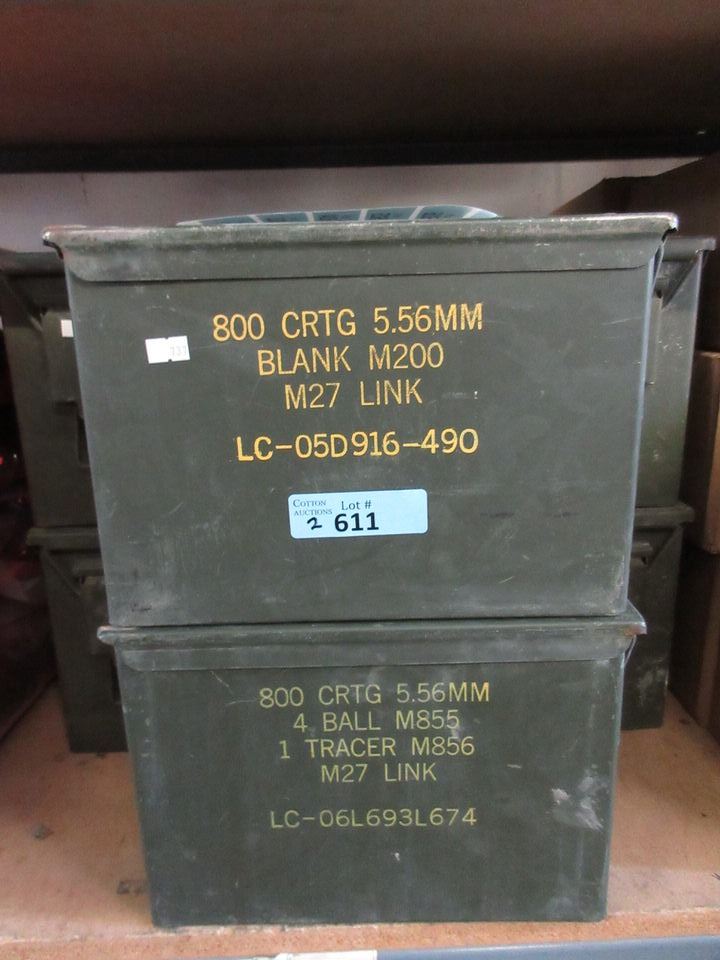 800 CRTG 5.56MM
BLANK M200
M27 LINK
LC-05D916-490
333
COTTON AUCTIONS
Lot #
2 611
800 CRTG 5.56MM
4 BALL M855
1 TRACER M856
M27 LINK
LC-06L693L674